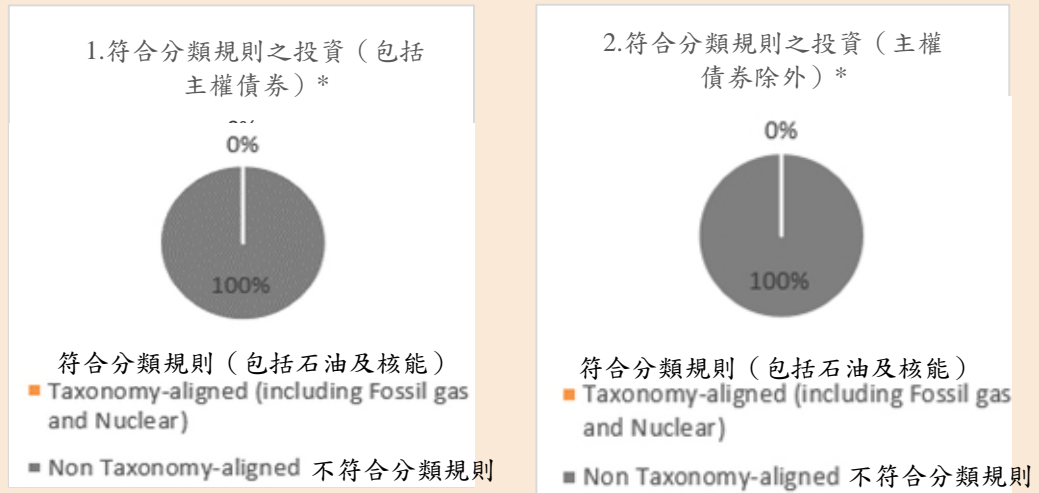 1.符合分類規則之投資（包括
主權債券）*
0%
100%
符合分類規則（包括石油及核能）
Taxonomy-aligned (including Fossil gas
and Nuclear)
Non Taxonomy-aligned 不符合分類規則
2.符合分類規則之投資（主權
債券除外）*
0%
100%
符合分類規則（包括石油及核能）
Taxonomy-aligned (including Fossil gas
and Nuclear)
Non Taxonomy-aligned 不符合分類規則